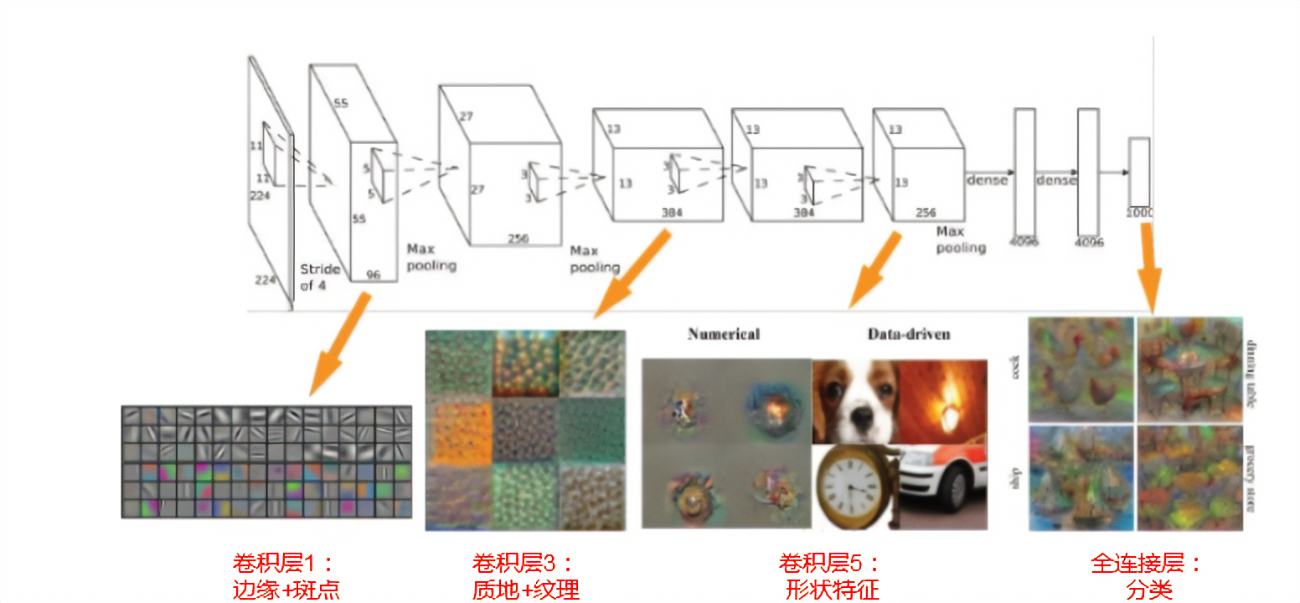 55
27
13
13
13
11
11
224
5
5
55
3
3
27
3
3
13
3
3
13
13
dense
dense
224
Stride
of 4
96
Max
pooling
256
Max
pooling
384
384
256
Max
pooling
4096
4096
1000
Numerical
Data-driven
cock
dinning table
ship
grocery store
卷积层1：
边缘+斑点
卷积层3：
质地+纹理
卷积层5：
形状特征
全连接层：
分类